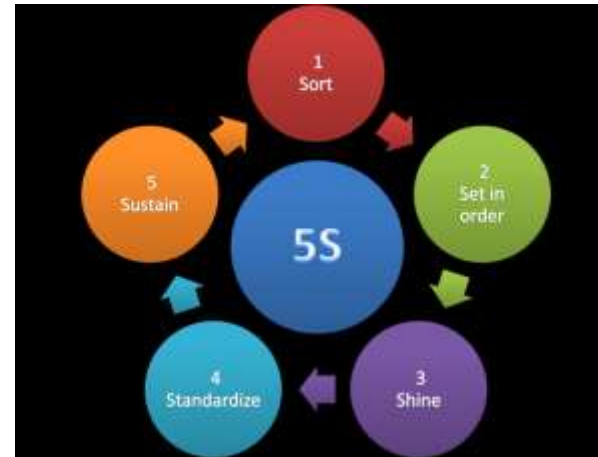 1
Sort
2
Set in
order
3
Shine
4
Standardize
5
Sustain
5S